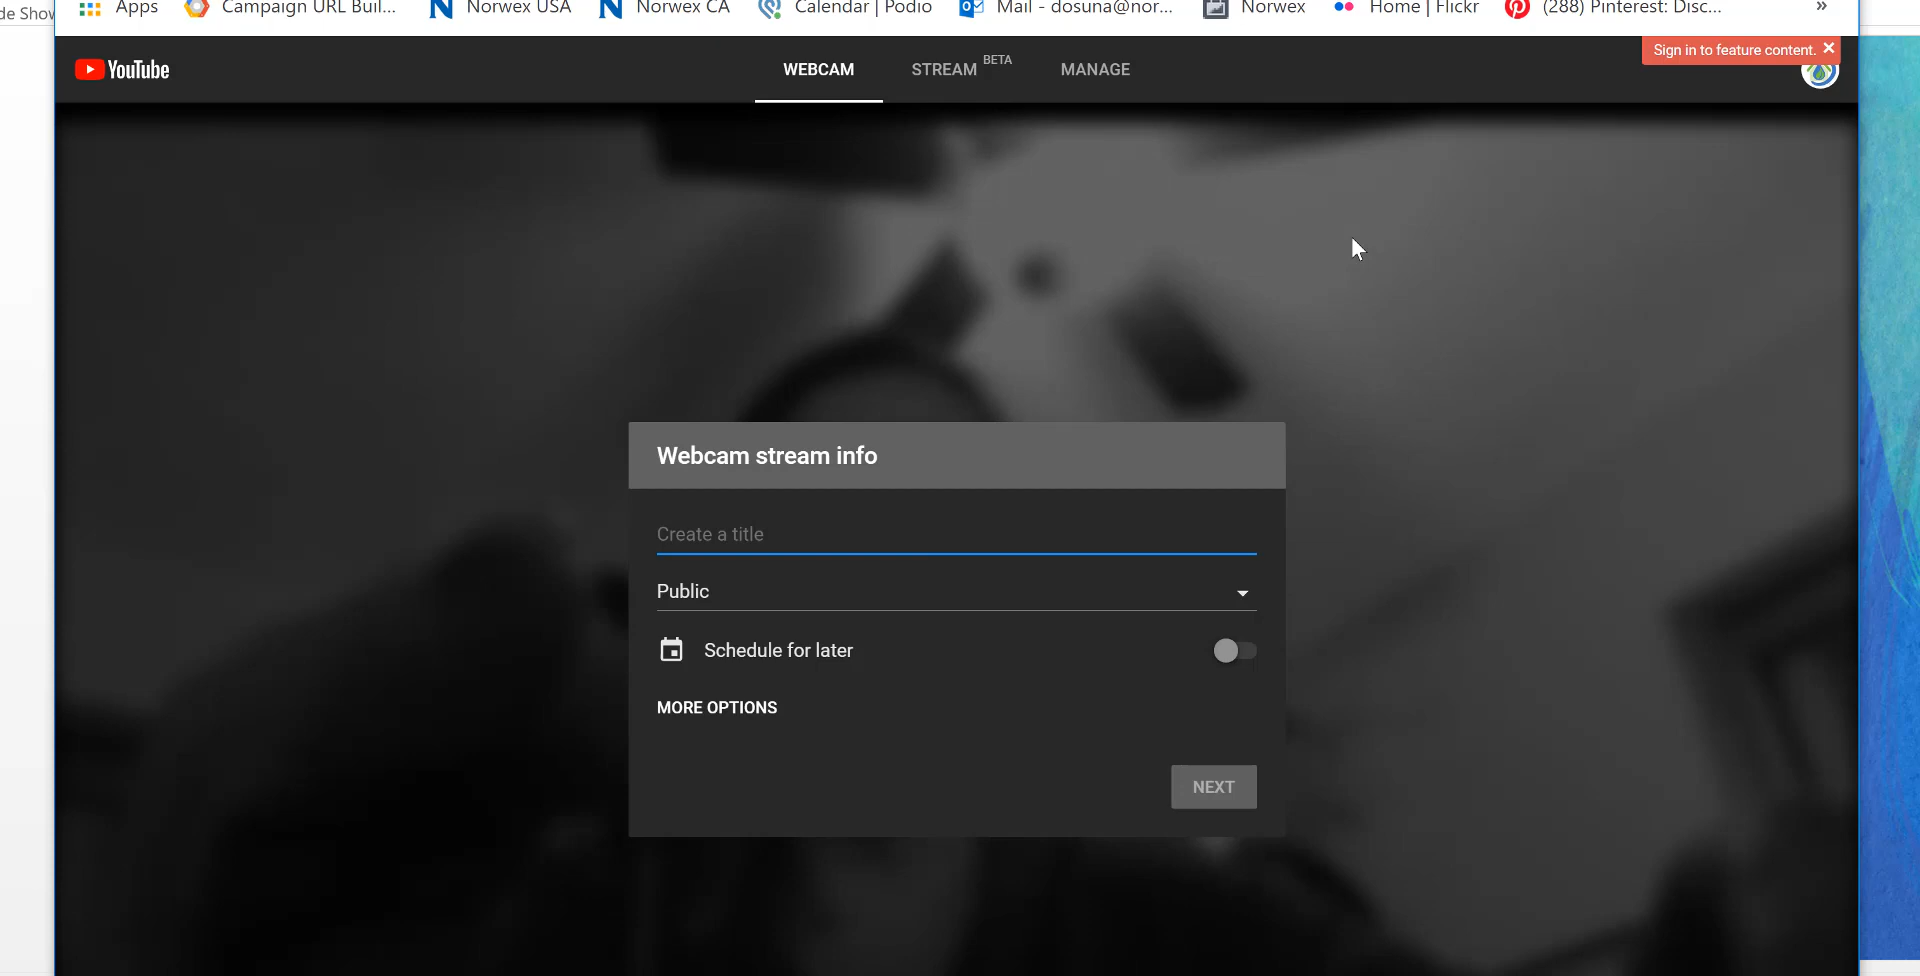 Apps Campaign URL Buil... Norwex USA Norwex CA Calendar | Podio Mail - dosuna@nor... Norwex Home | Flickr (288) Pinterest: Disc... »
YouTube WEBCAM STREAM BETA MANAGE Sign in to feature content. ×
Webcam stream info
Create a title
Public
Schedule for later
MORE OPTIONS
NEXT